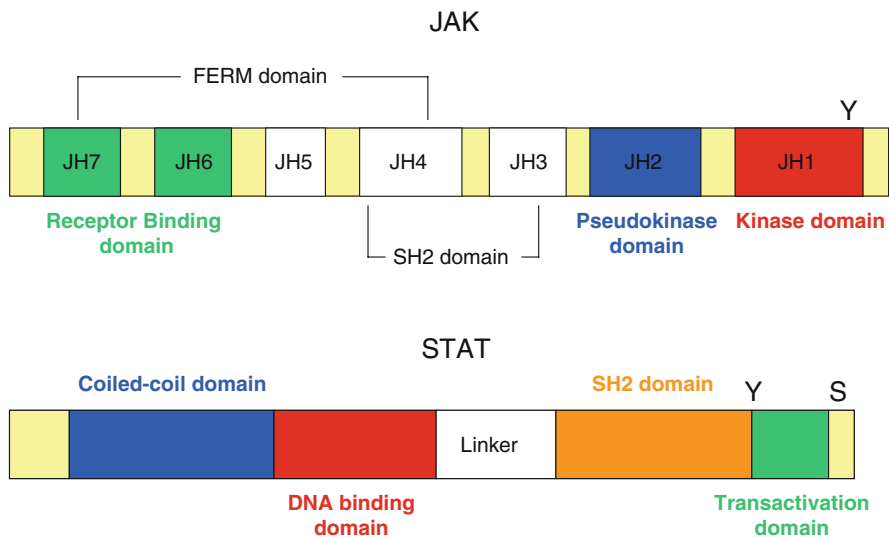 JAK
FERM domain
Y
JH7 JH6 JH5 JH4 JH3 JH2 JH1
Receptor Binding
domain
SH2 domain
Pseudokinase
domain
Kinase domain
STAT
Coiled-coil domain
SH2 domain
Y
S
Linker
DNA binding
domain
Transactivation
domain